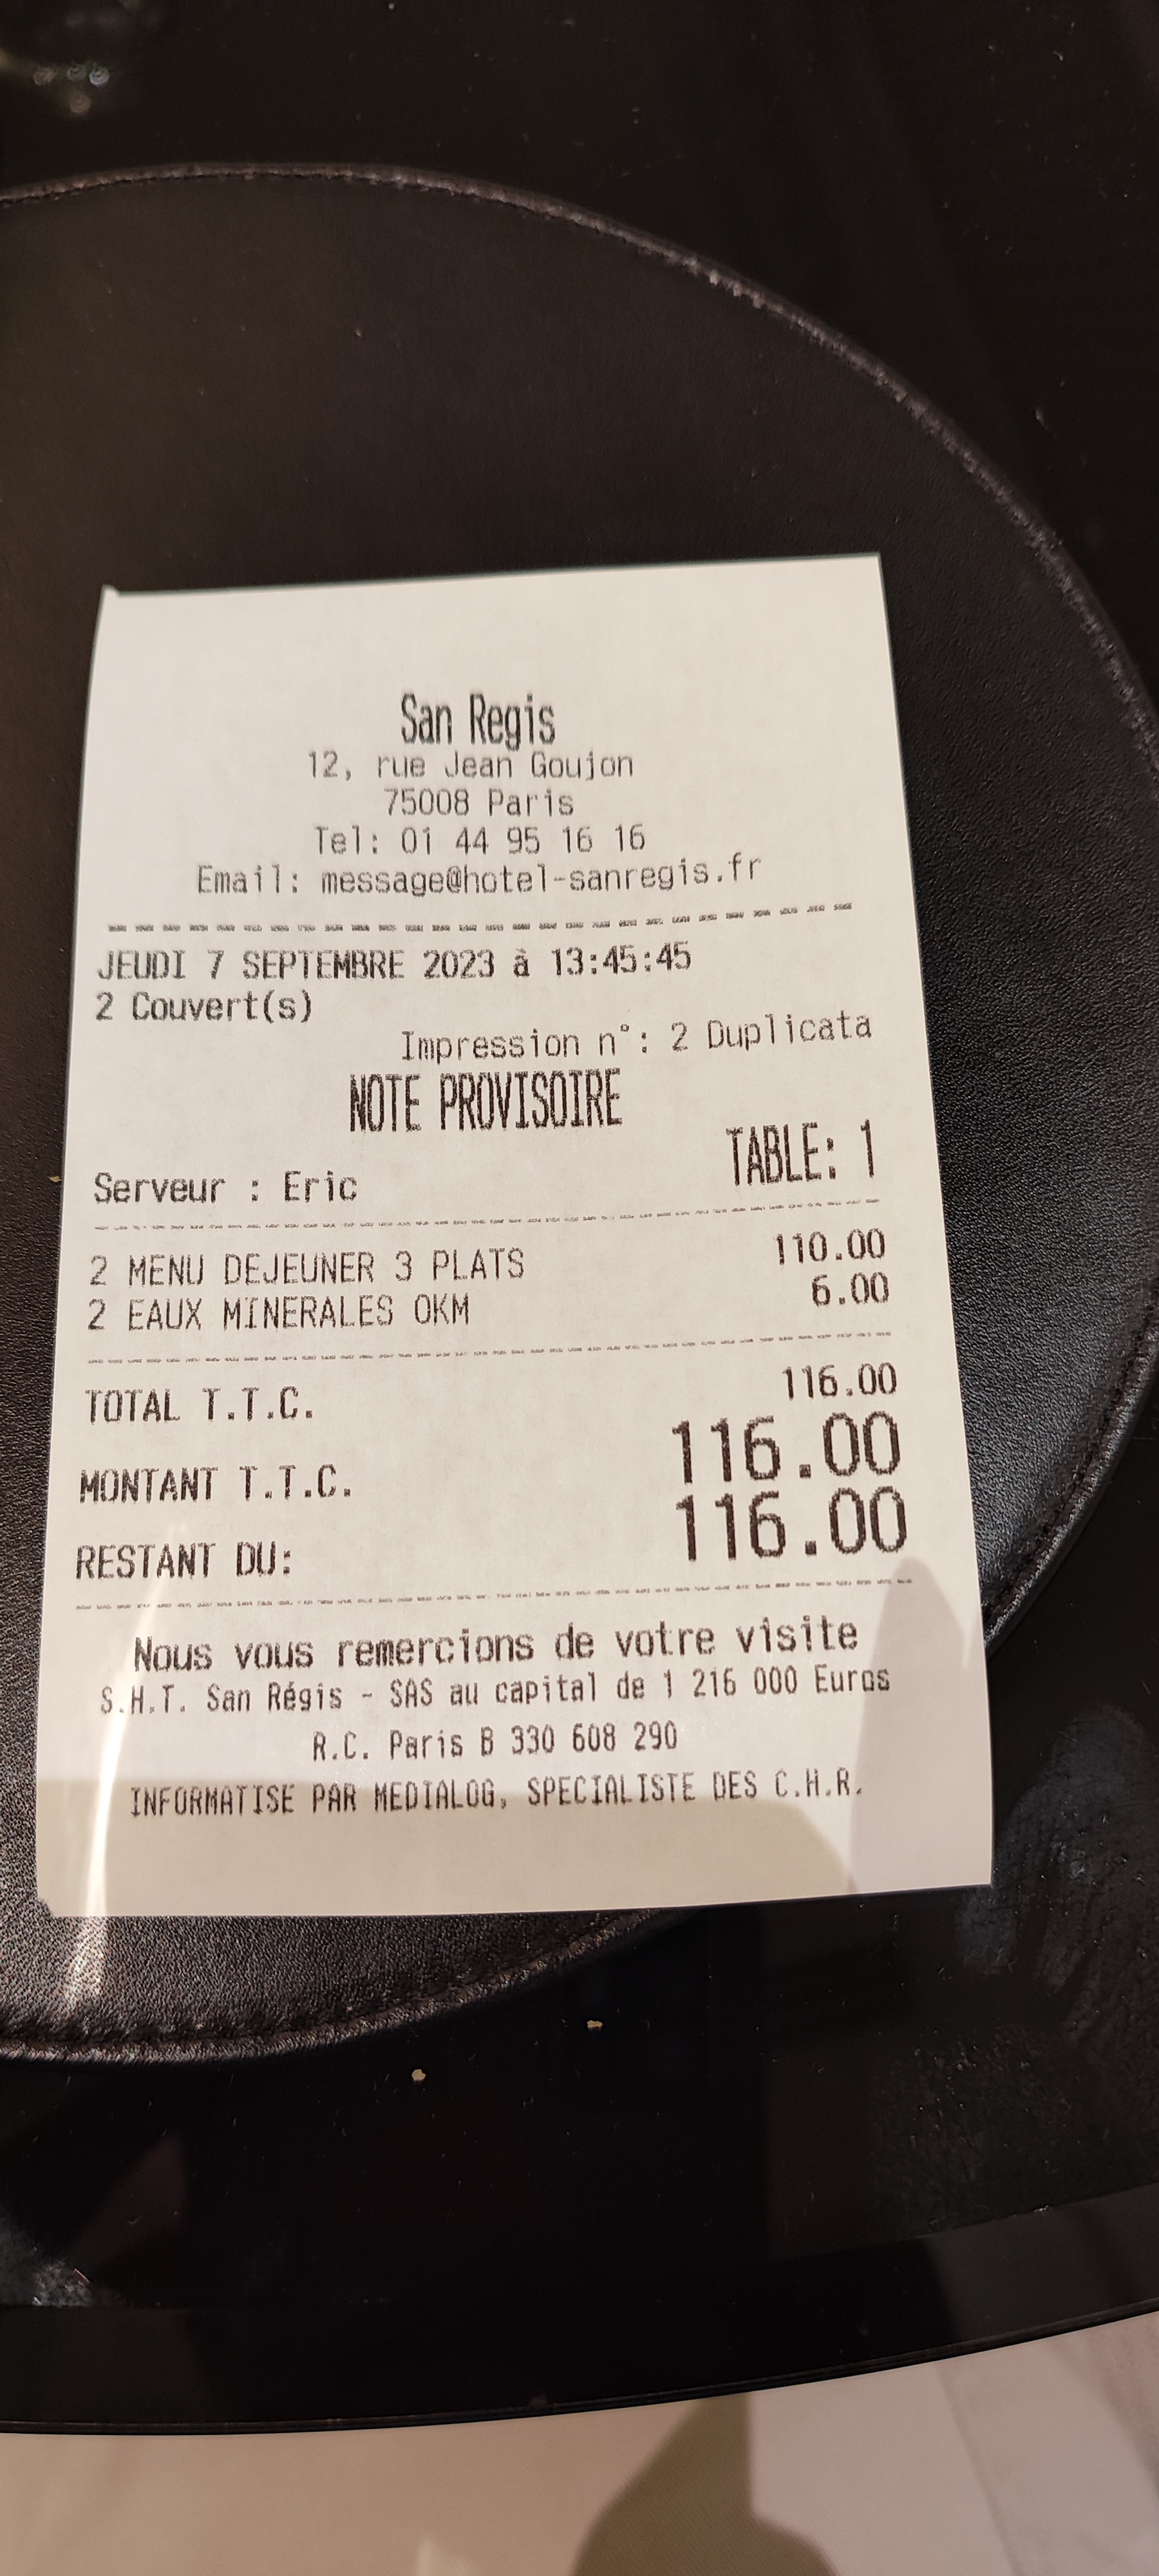 San Regis
12, rue Jean Goujon
75008 Paris
Tel: 01 44 95 16 16
Email: message@hotel-sanregis.fr
JEUDI 7 SEPTEMBRE 2023 à 13:45:45
2 Couvert(s)
Impression n°: 2 Duplicata
NOTE PROVISOIRE
TABLE: 1
Serveur : Eric
2 MENU DEJEUNER 3 PLATS 110.00
2 EAUX MINERALES OKM 6.00
TOTAL T.T.C. 116.00
MONTANT T.T.C. 116.00
RESTANT DU: 116.00
Nous vous remercions de votre visite
S.H.T. San Régis - SAS au capital de 1 216 000 Euros
R.C. Paris B 330 608 290
INFORMATISE PAR MEDIALOG, SPECIALISTE DES C.H.R.